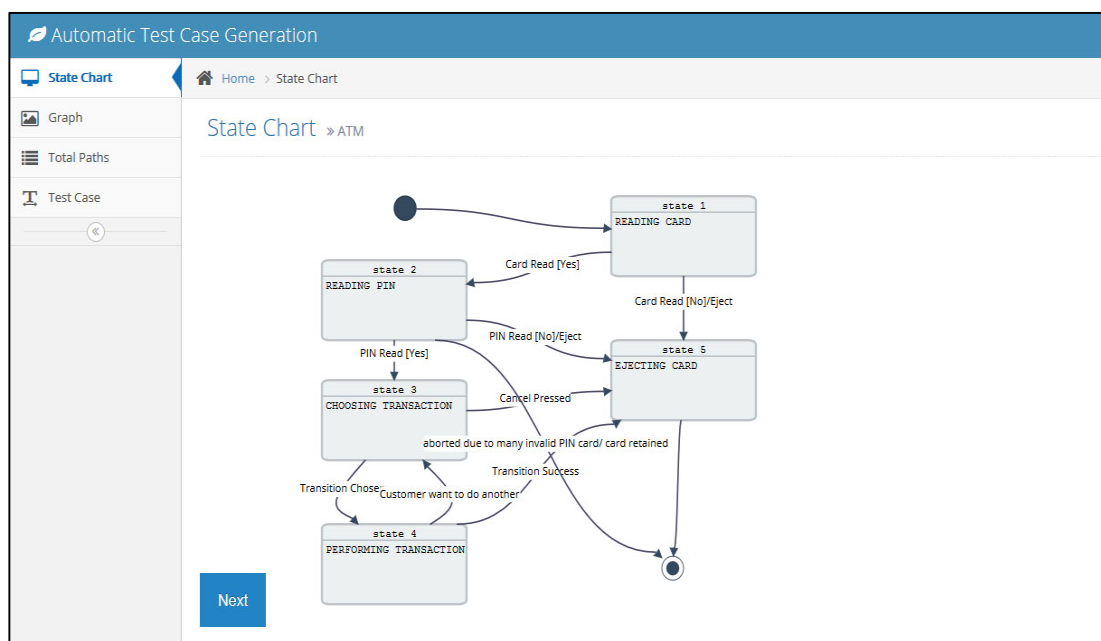 Automatic Test Case Generation
State Chart
Graph
Total Paths
Test Case
Home > State Chart
State Chart » ATM
state 1
READING CARD
Card Read [Yes]
state 2
READING PIN
Card Read [No]/Eject
PIN Read [No]/Eject
PIN Read [Yes]
state 5
EJECTING CARD
state 3
CHOOSING TRANSACTION
Cancel Pressed
aborted due to many invalid PIN card/ card retained
Transition Success
Transition Chose
Customer want to do another
state 4
PERFORMING TRANSACTION
Next